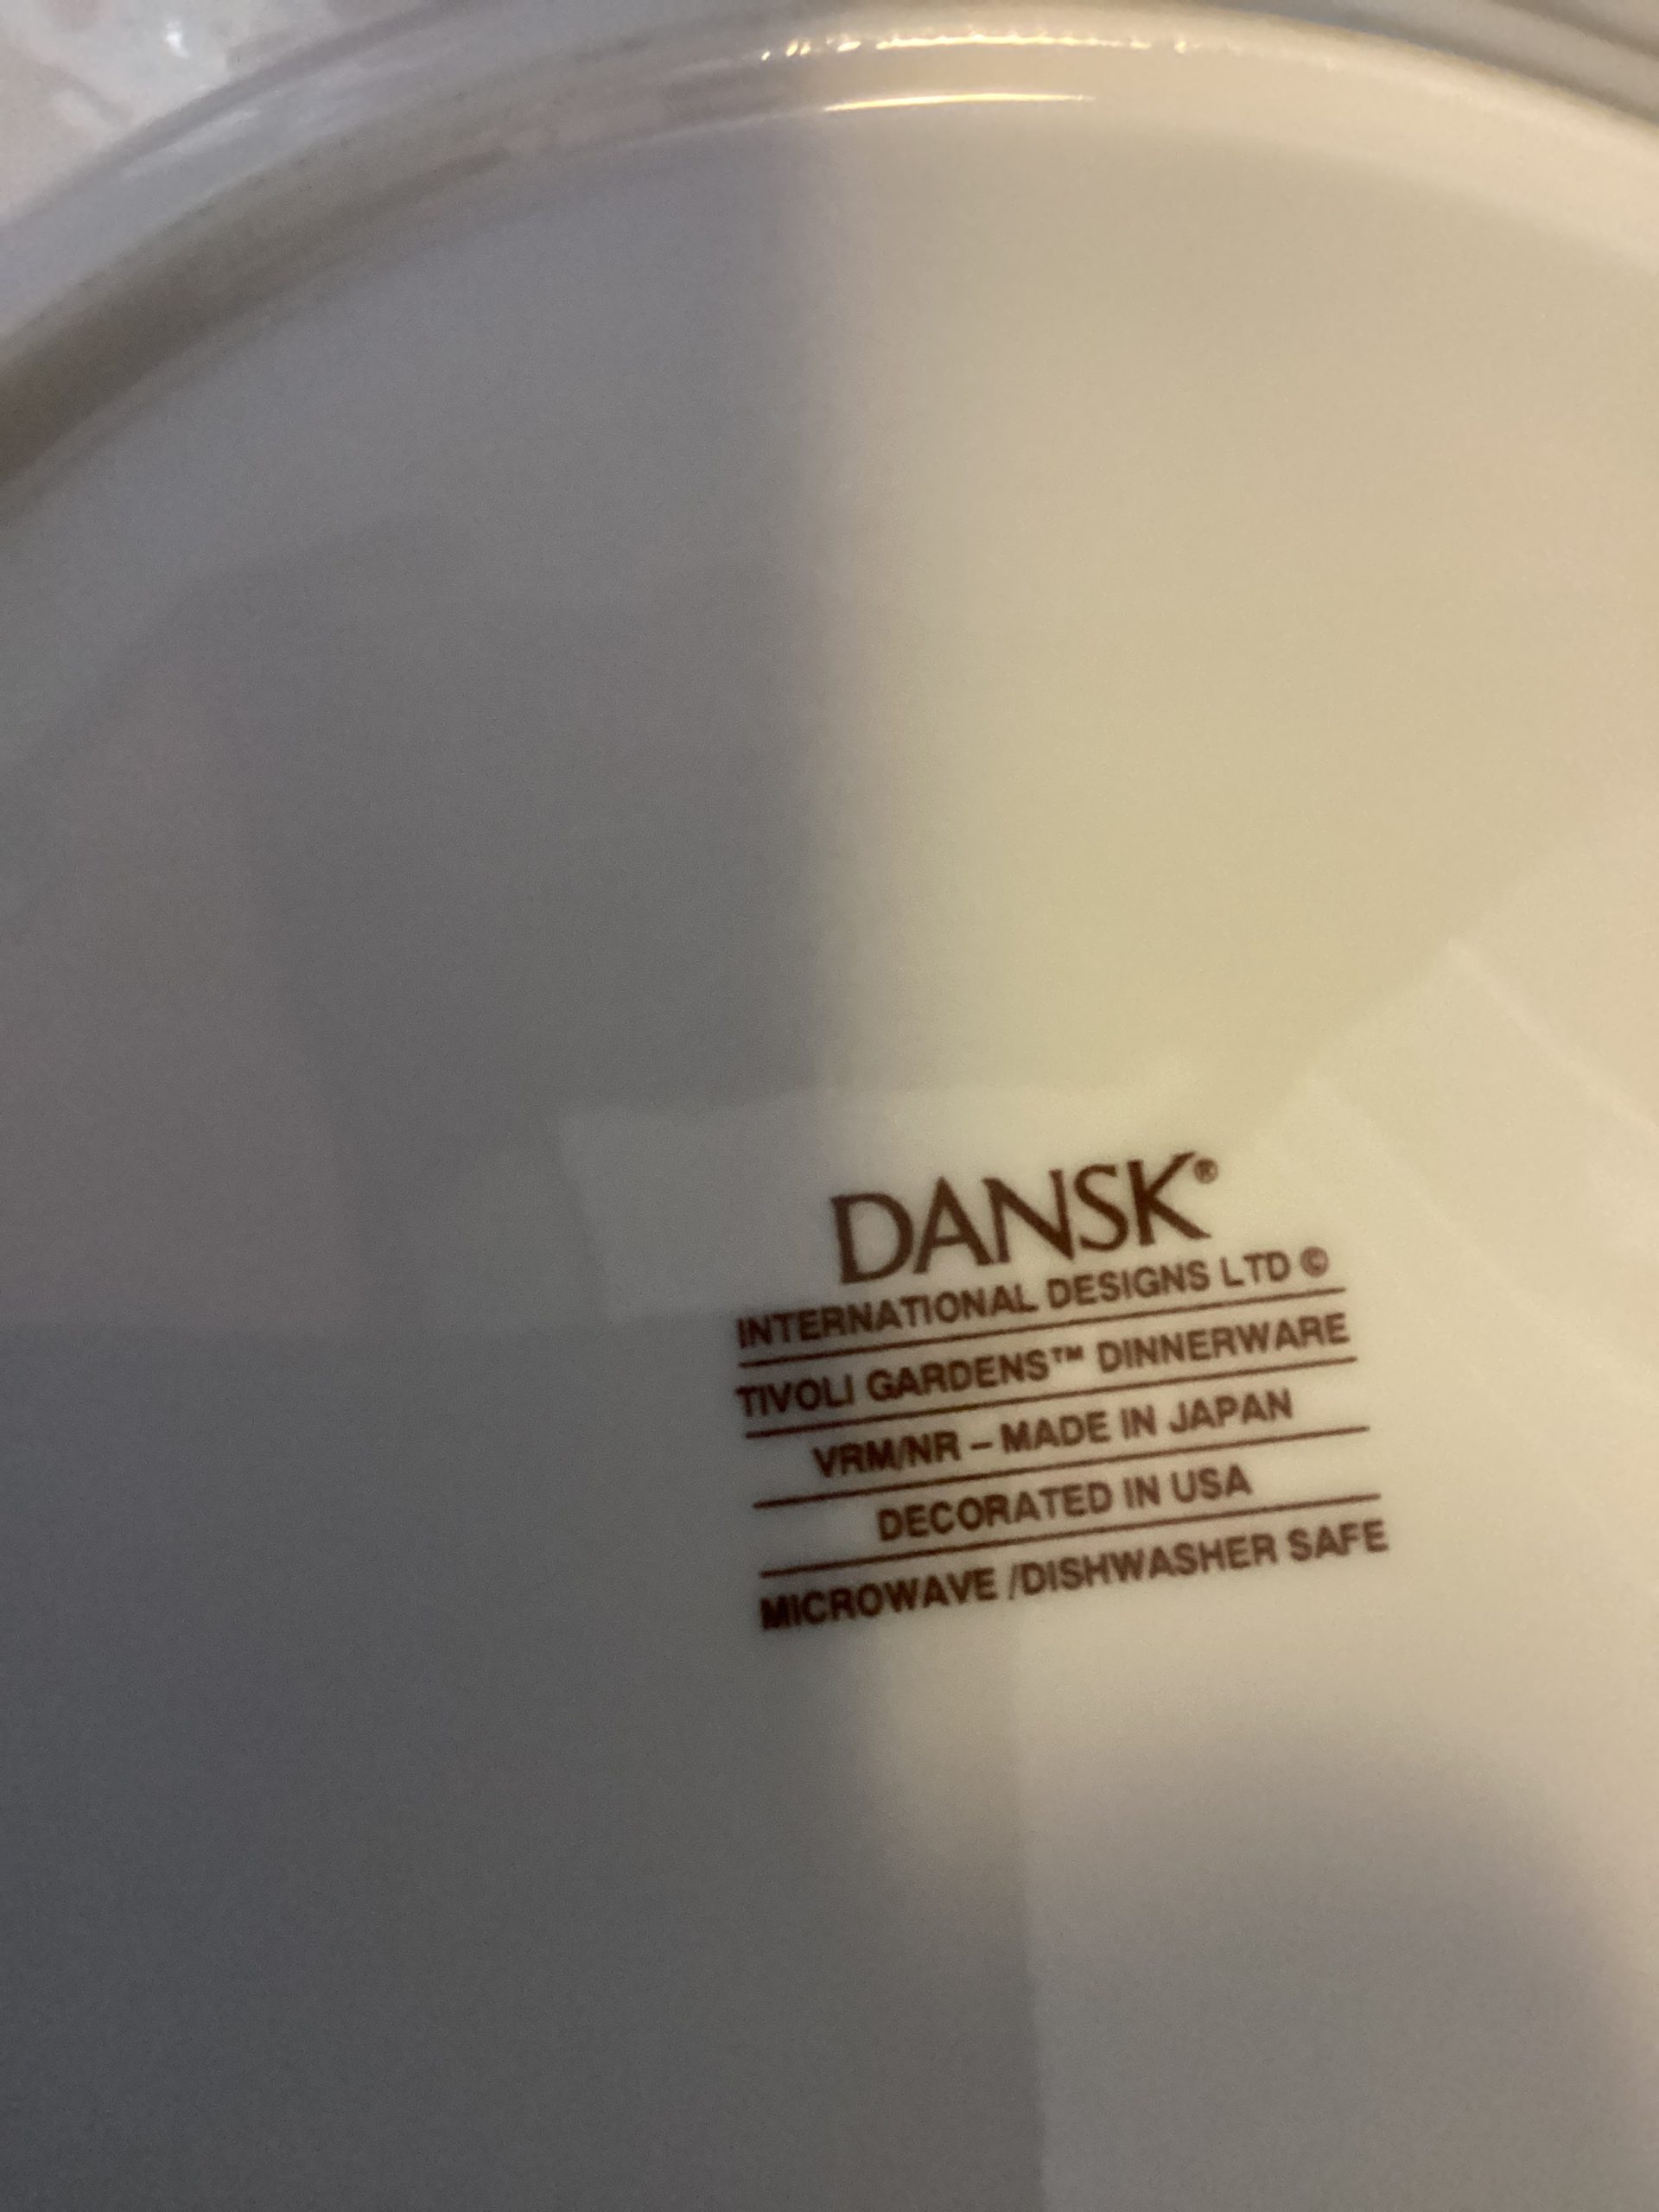 DANSK®
INTERNATIONAL DESIGNS LTD ©
TIVOLI GARDENS™ DINNERWARE
VRM/NR – MADE IN JAPAN
DECORATED IN USA
MICROWAVE /DISHWASHER SAFE